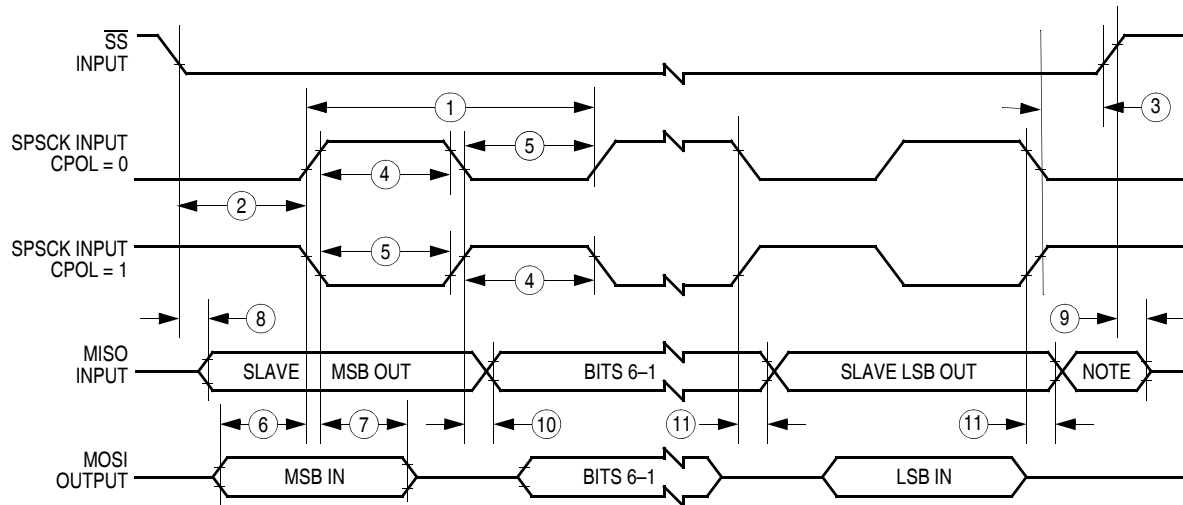 SS
INPUT
1
3
SPSCK INPUT
CPOL = 0
5
4
2
SPSCK INPUT
CPOL = 1
5
4
8
9
MISO
INPUT
SLAVE MSB OUT
BITS 6–1
SLAVE LSB OUT
NOTE
6
7
10
11
11
MOSI
OUTPUT
MSB IN
BITS 6–1
LSB IN